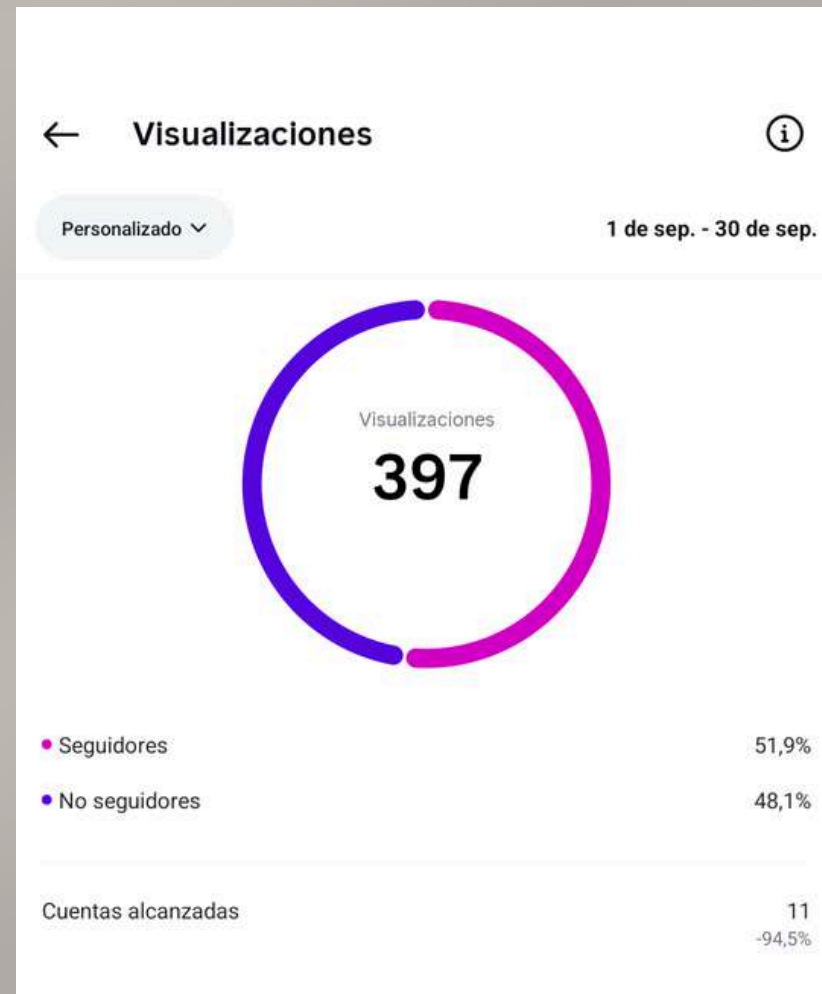 Visualizaciones
Personalizado
1 de sep. - 30 de sep.
Visualizaciones
397
Seguidores 51,9%
No seguidores 48,1%
Cuentas alcanzadas 11
-94,5%